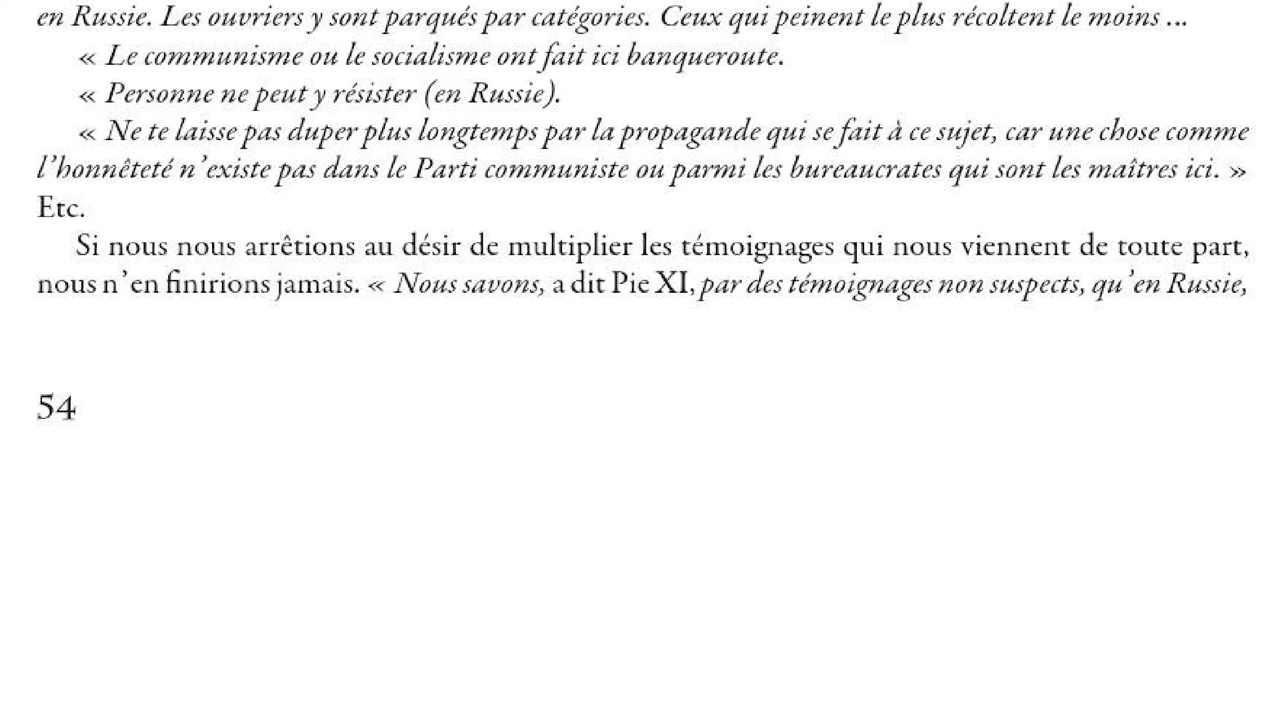 en Russie. Les ouvriers y sont parqués par catégories. Ceux qui peinent le plus récoltent le moins ...
« Le communisme ou le socialisme ont fait ici banqueroute.
« Personne ne peut y résister (en Russie).
« Ne te laisse pas duper plus longtemps par la propagande qui se fait à ce sujet, car une chose comme
l’honnêteté n’existe pas dans le Parti communiste ou parmi les bureaucrates qui sont les maîtres ici. »
Etc.
Si nous nous arrêtions au désir de multiplier les témoignages qui nous viennent de toute part,
nous n’en finirions jamais. « Nous savons, a dit Pie XI, par des témoignages non suspects, qu’en Russie,
54